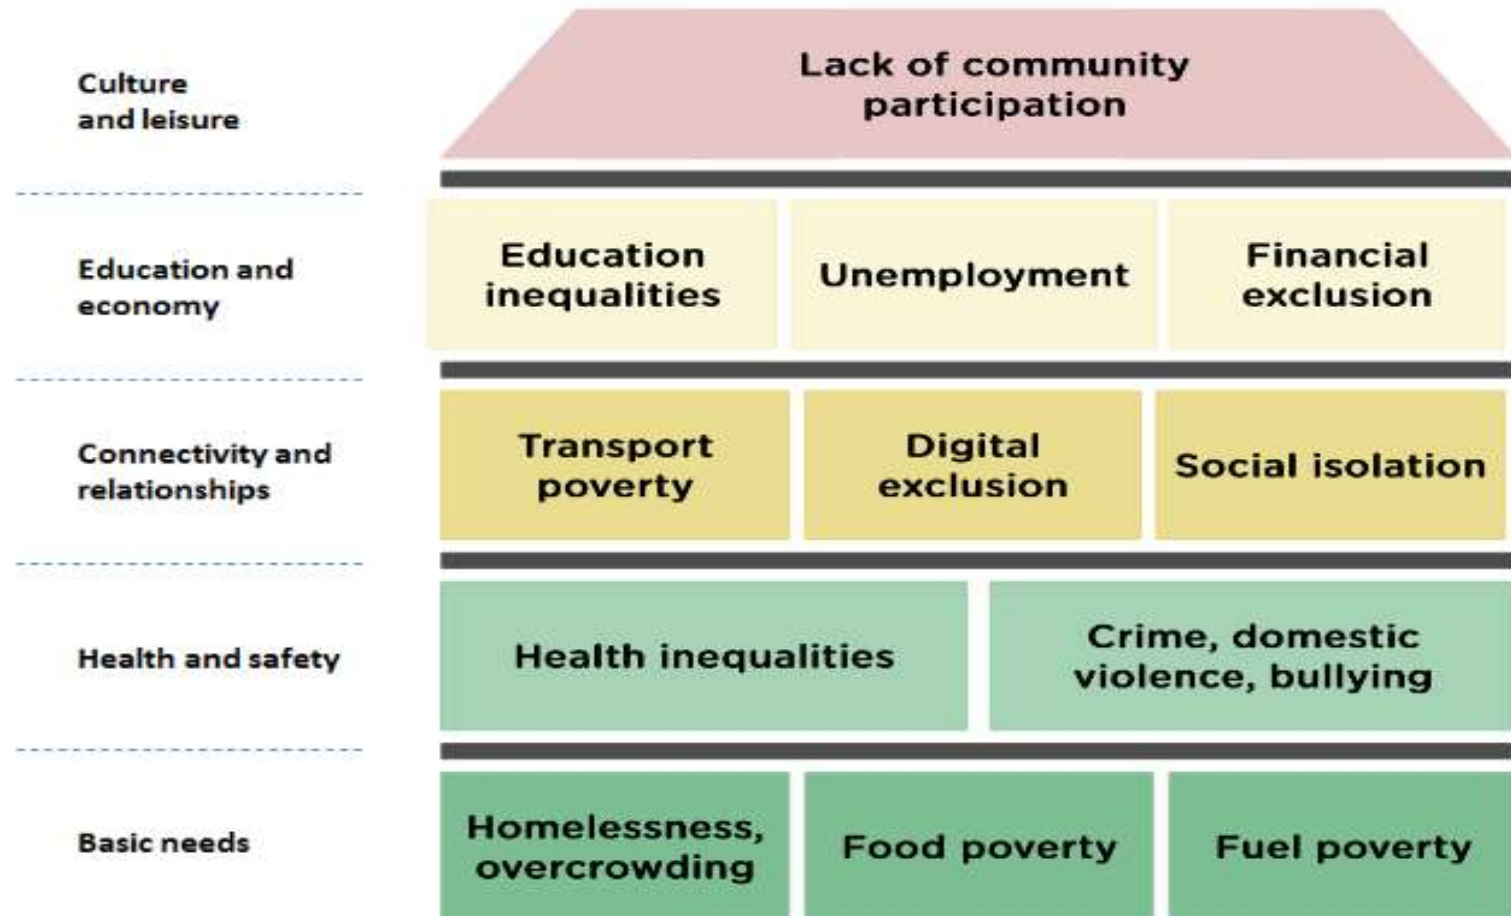 Culture
and leisure
Lack of community
participation
Education and
economy
Education
inequalities
Unemployment
Financial
exclusion
Connectivity and
relationships
Transport
poverty
Digital
exclusion
Social isolation
Health and safety
Health inequalities
Crime, domestic
violence, bullying
Basic needs
Homelessness,
overcrowding
Food poverty
Fuel poverty